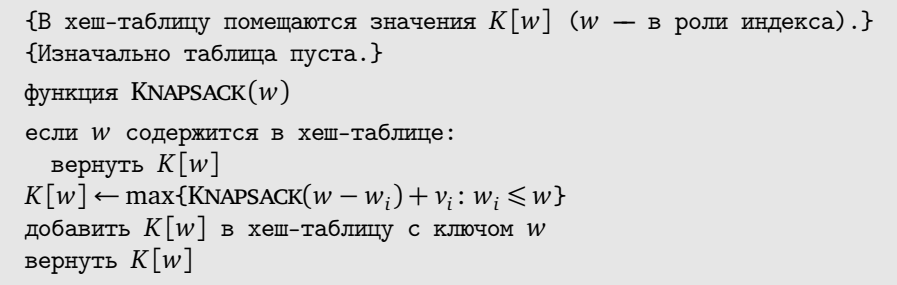 {В хеш-таблицу помещаются значения K[w] (w — в роли индекса).}
{Изначально таблица пуста.}
функция KNAPSACK(w)
если w содержится в хеш-таблице:
вернуть K[w]
K[w] ← max{KNAPSACK(w − wᵢ) + vᵢ : wᵢ ⩽ w}
добавить K[w] в хеш-таблицу с ключом w
вернуть K[w]